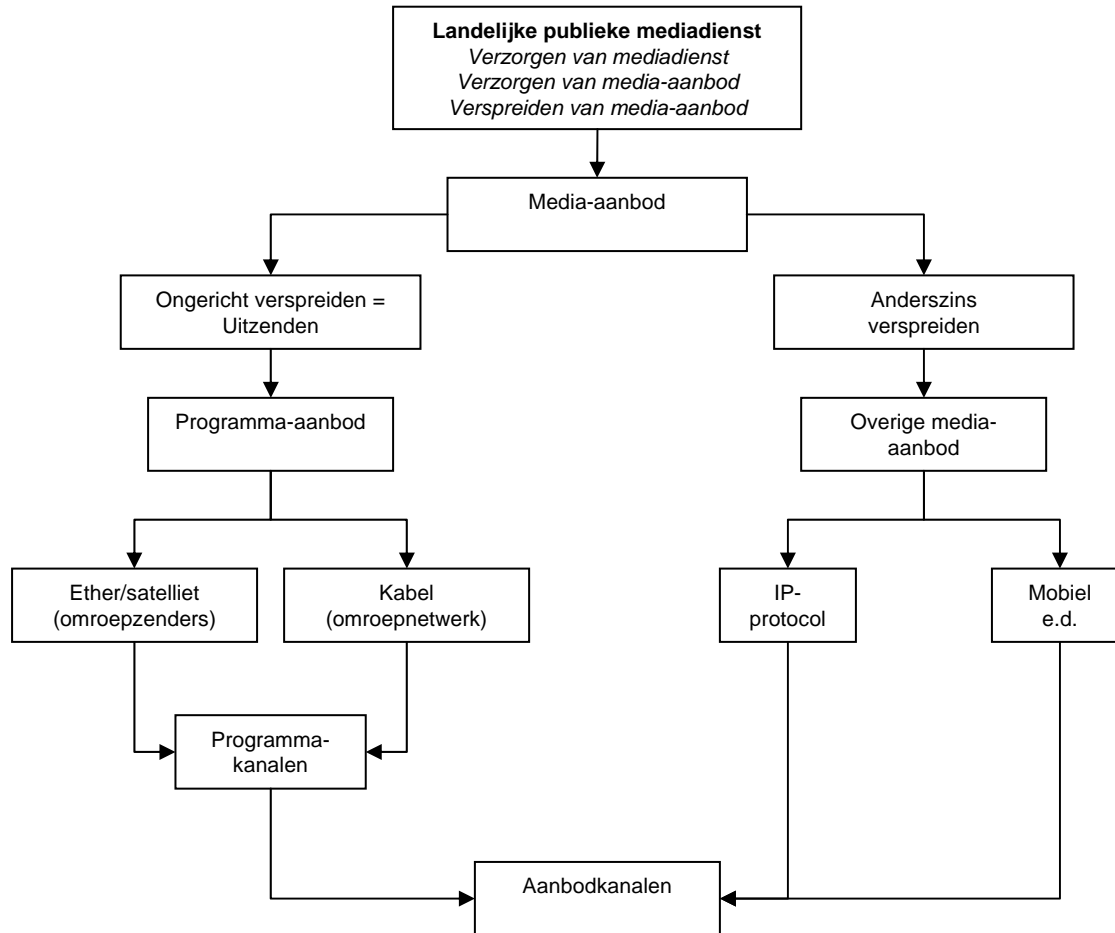 Landelijke publieke mediadienst
Verzorgen van mediadienst
Verzorgen van media-aanbod
Verspreiden van media-aanbod
Media-aanbod
Ongericht verspreiden =
Uitzenden
Anderszins
verspreiden
Programma-aanbod
Overige media-
aanbod
Ether/satelliet
(omroepzenders)
Kabel
(omroepnetwerk)
IP-
protocol
Mobiel
e.d.
Programma-
kanalen
Aanbodkanalen